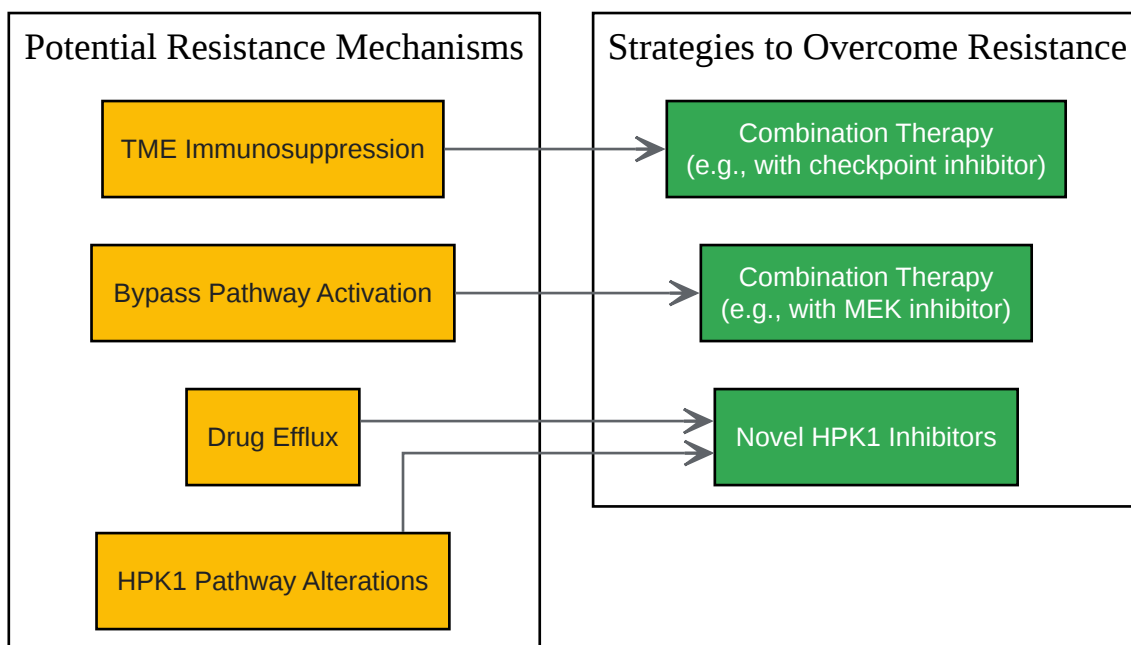 Potential Resistance Mechanisms
TME Immunosuppression
Bypass Pathway Activation
Drug Efflux
HPK1 Pathway Alterations
Strategies to Overcome Resistance
Combination Therapy
(e.g., with checkpoint inhibitor)
Combination Therapy
(e.g., with MEK inhibitor)
Novel HPK1 Inhibitors